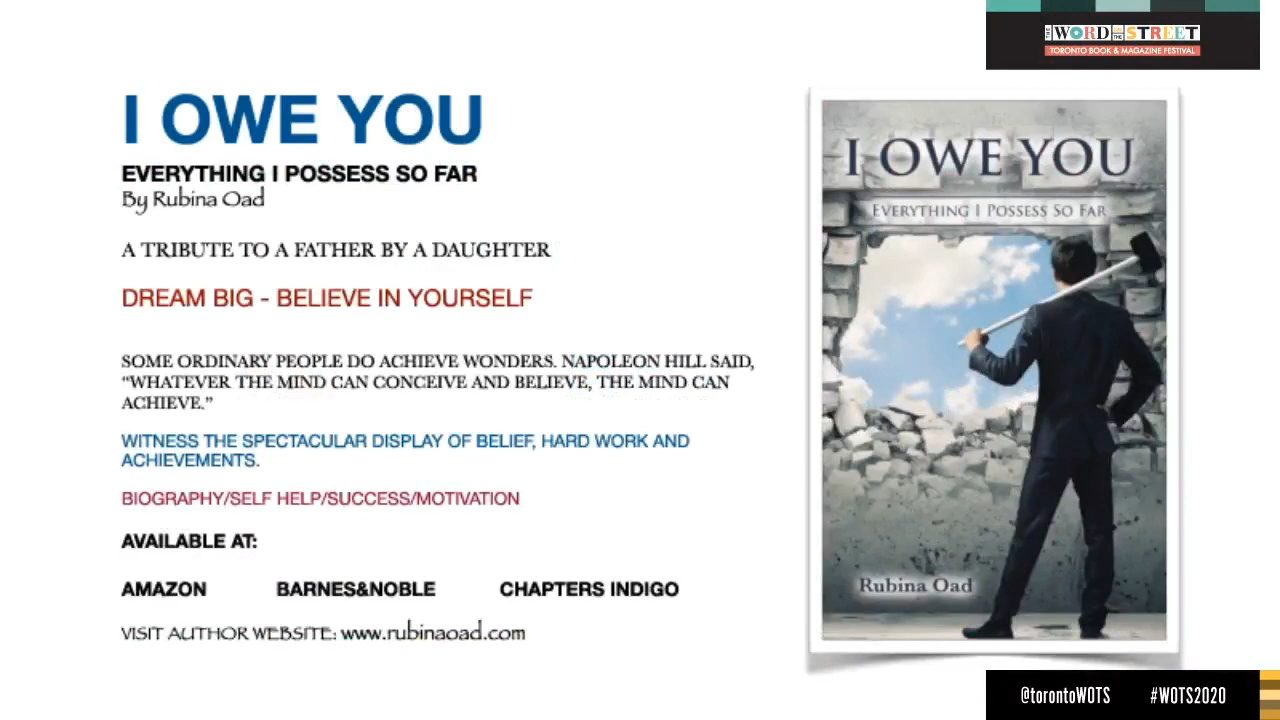 THE WORD ON THE STREET
TORONTO BOOK & MAGAZINE FESTIVAL
I OWE YOU
EVERYTHING I POSSESS SO FAR
By Rubina Oad
A TRIBUTE TO A FATHER BY A DAUGHTER
DREAM BIG - BELIEVE IN YOURSELF
SOME ORDINARY PEOPLE DO ACHIEVE WONDERS. NAPOLEON HILL SAID,
“WHATEVER THE MIND CAN CONCEIVE AND BELIEVE, THE MIND CAN
ACHIEVE.”
WITNESS THE SPECTACULAR DISPLAY OF BELIEF, HARD WORK AND
ACHIEVEMENTS.
BIOGRAPHY/SELF HELP/SUCCESS/MOTIVATION
AVAILABLE AT:
AMAZON BARNES&NOBLE CHAPTERS INDIGO
VISIT AUTHOR WEBSITE: www.rubinaoad.com
I OWE YOU
EVERYTHING I POSSESS SO FAR
Rubina Oad
@torontoWOTS #WOTS2020